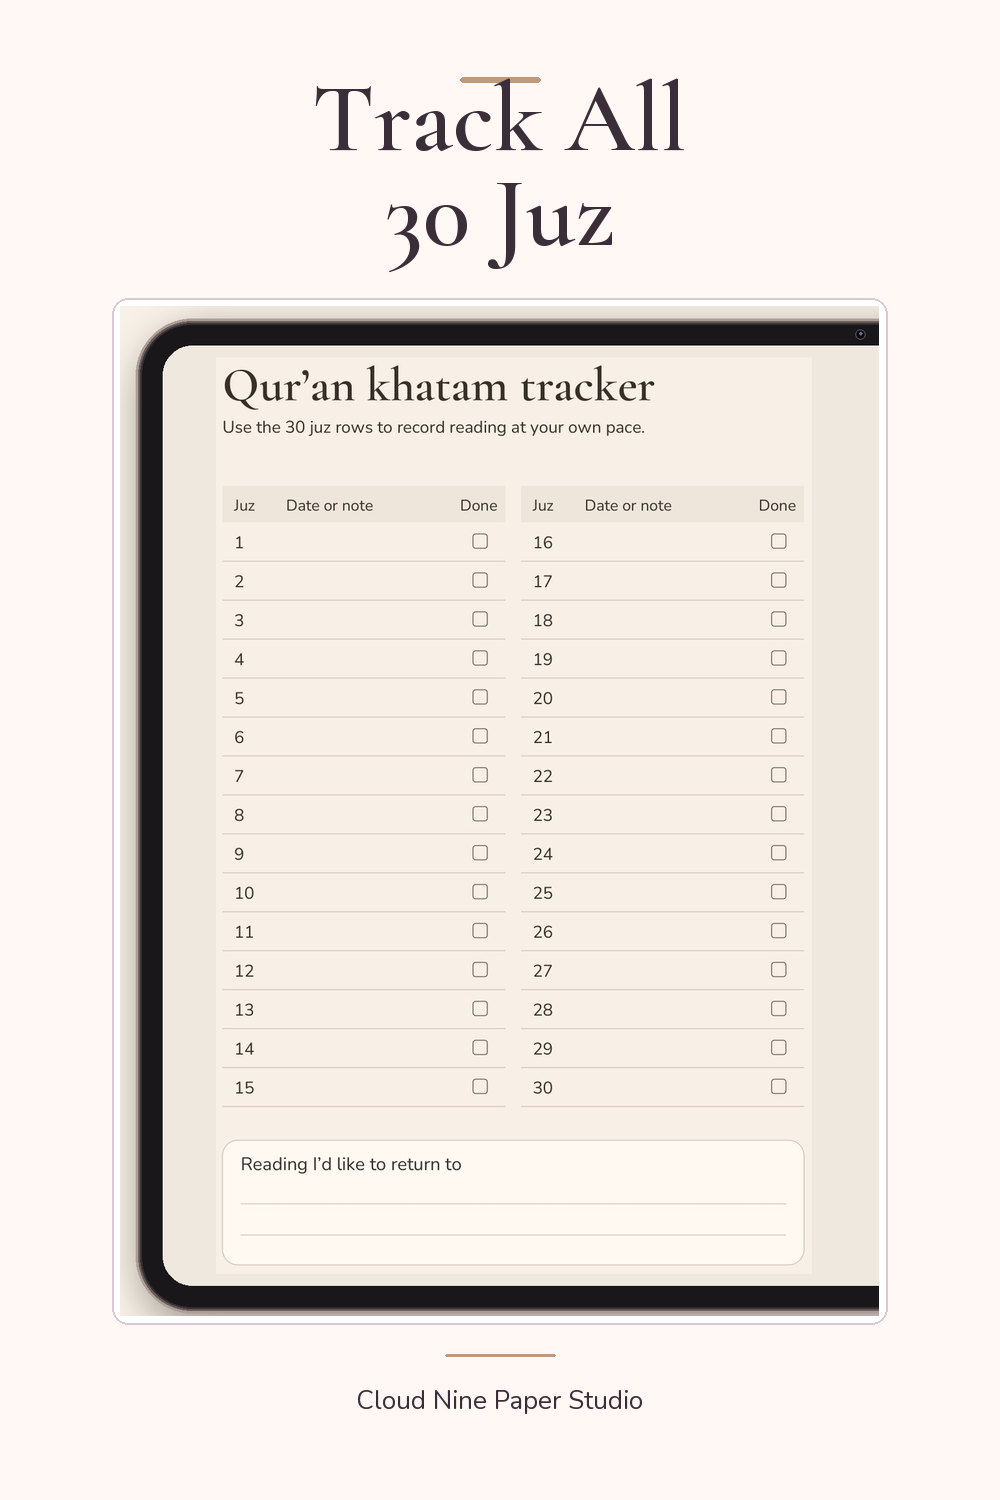 Track All
30 Juz
Qur’an khatam tracker
Use the 30 juz rows to record reading at your own pace.
Juz Date or note Done Juz Date or note Done
1 16
2 17
3 18
4 19
5 20
6 21
7 22
8 23
9 24
10 25
11 26
12 27
13 28
14 29
15 30
Reading I’d like to return to
Cloud Nine Paper Studio